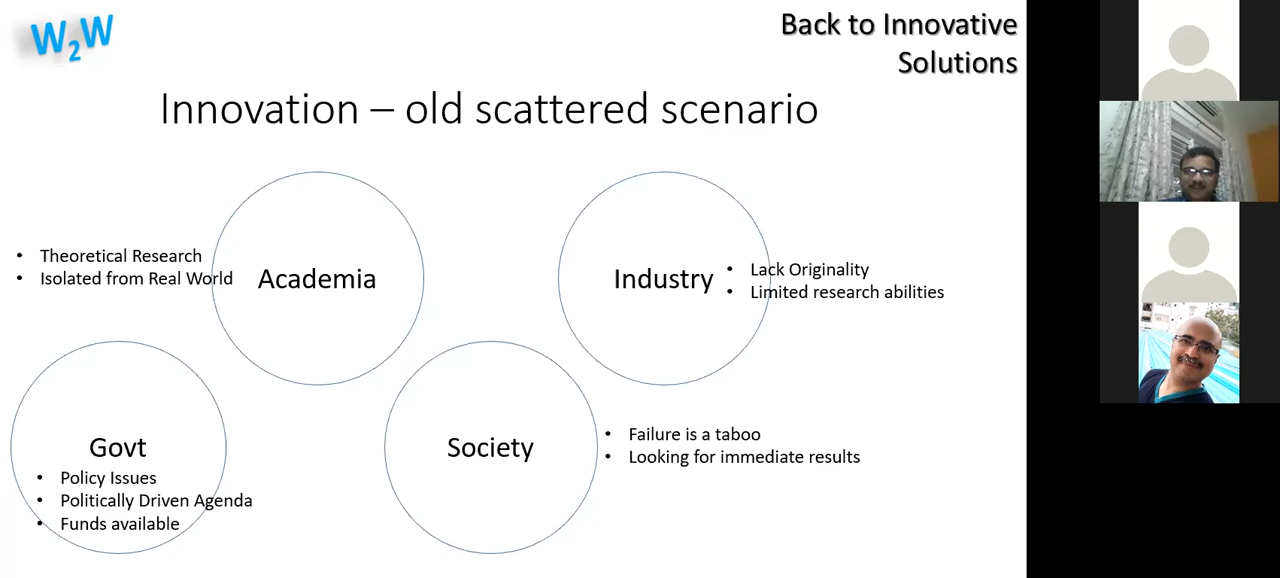 W2W
Back to Innovative
Solutions
Innovation – old scattered scenario
• Theoretical Research
• Isolated from Real World
Academia
Industry
• Lack Originality
• Limited research abilities
Govt
• Policy Issues
• Politically Driven Agenda
• Funds available
Society
• Failure is a taboo
• Looking for immediate results